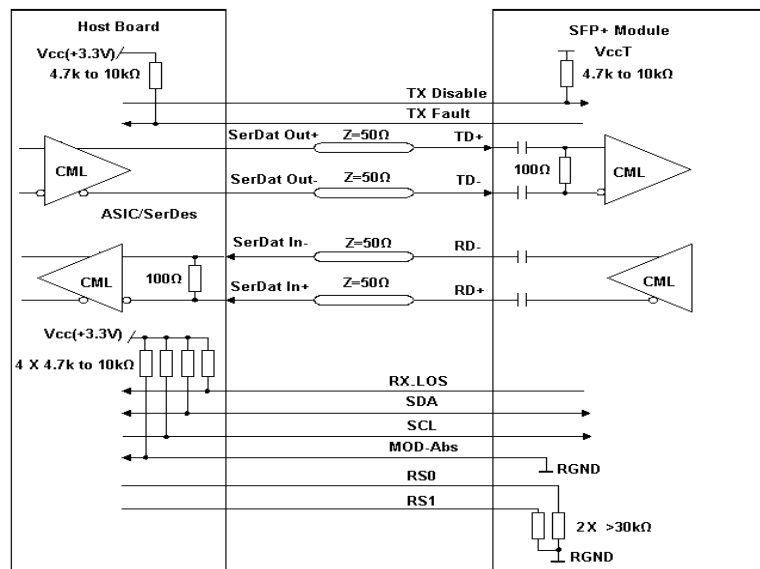 Host Board
SFP+ Module
Vcc(+3.3V)
4.7k to 10kΩ
VccT
4.7k to 10kΩ
TX Disable
TX Fault
SerDat Out+
Z=50Ω
TD+
CML
100Ω
CML
SerDat Out-
Z=50Ω
TD-
ASIC/SerDes
SerDat In-
Z=50Ω
RD-
CML
100Ω
CML
SerDat In+
Z=50Ω
RD+
Vcc(+3.3V)
4 X 4.7k to 10kΩ
RX.LOS
SDA
SCL
MOD-Abs
RGND
RS0
RS1
2X >30kΩ
RGND